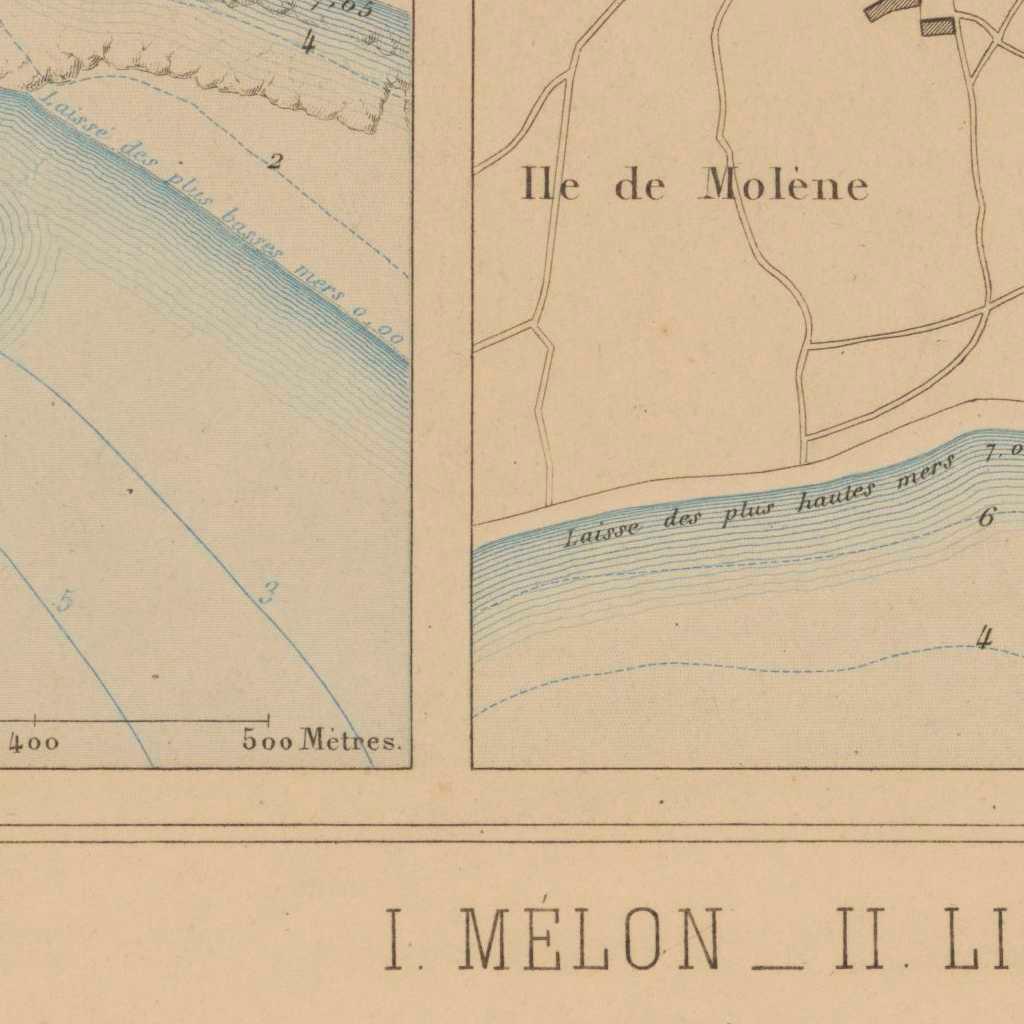 4
Laisse des plus basses mers 0,00
2
3
5
400
500 Mètres.
Ile de Molène
Laisse des plus hautes mers 7.0
6
4
I. MÉLON _ II. LI